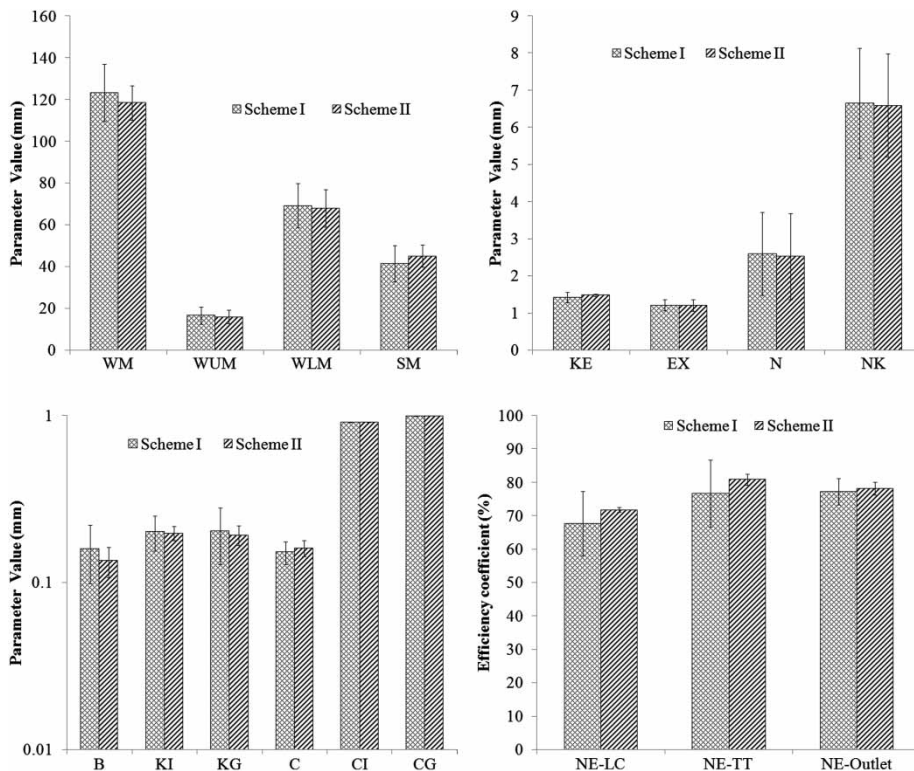 Parameter Value (mm)
160
140
120
100
80
60
40
20
0
Scheme I
Scheme II
WM
WUM
WLM
SM
Parameter Value (mm)
9
8
7
6
5
4
3
2
1
0
Scheme I
Scheme II
KE
EX
N
NK
Parameter Value (mm)
1
0.1
0.01
Scheme I
Scheme II
B
KI
KG
C
CI
CG
Efficiency coefficient (%)
100
90
80
70
60
50
40
30
20
10
0
Scheme I
Scheme II
NE-LC
NE-TT
NE-Outlet